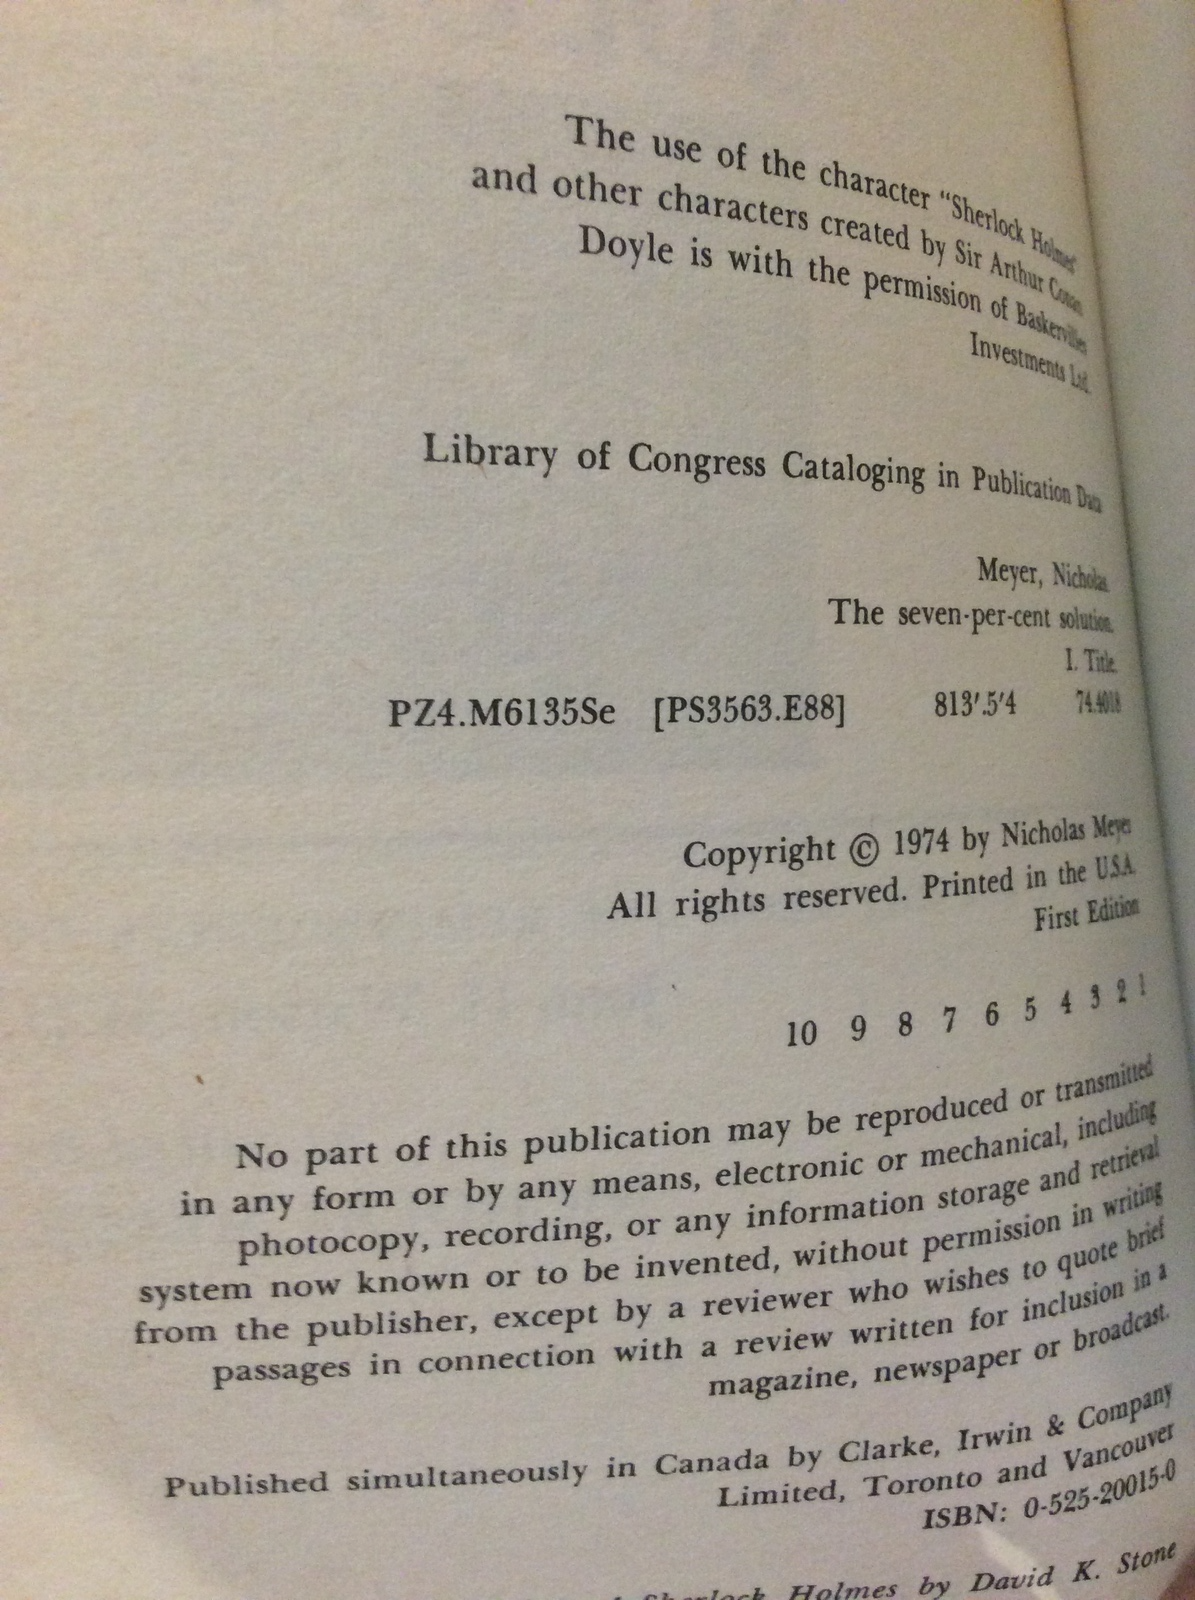 The use of the character "Sherlock Holmes"
and other characters created by Sir Arthur Conan
Doyle is with the permission of Baskervilles
Investments Ltd.
Library of Congress Cataloging in Publication Data
Meyer, Nicholas.
The seven-per-cent solution.
I. Title.
PZ4.M6135Se [PS3563.E88] 813'.5'4 74.4018
Copyright © 1974 by Nicholas Meyer
All rights reserved. Printed in the U.S.A.
First Edition
10 9 8 7 6 5 4 3 2 1
No part of this publication may be reproduced or transmitted
in any form or by any means, electronic or mechanical, including
photocopy, recording, or any information storage and retrieval
system now known or to be invented, without permission in writing
from the publisher, except by a reviewer who wishes to quote brief
passages in connection with a review written for inclusion in a
magazine, newspaper or broadcast.
Published simultaneously in Canada by Clarke, Irwin & Company
Limited, Toronto and Vancouver
ISBN: 0-525-20015-0
Sherlock Holmes by David K. Stone